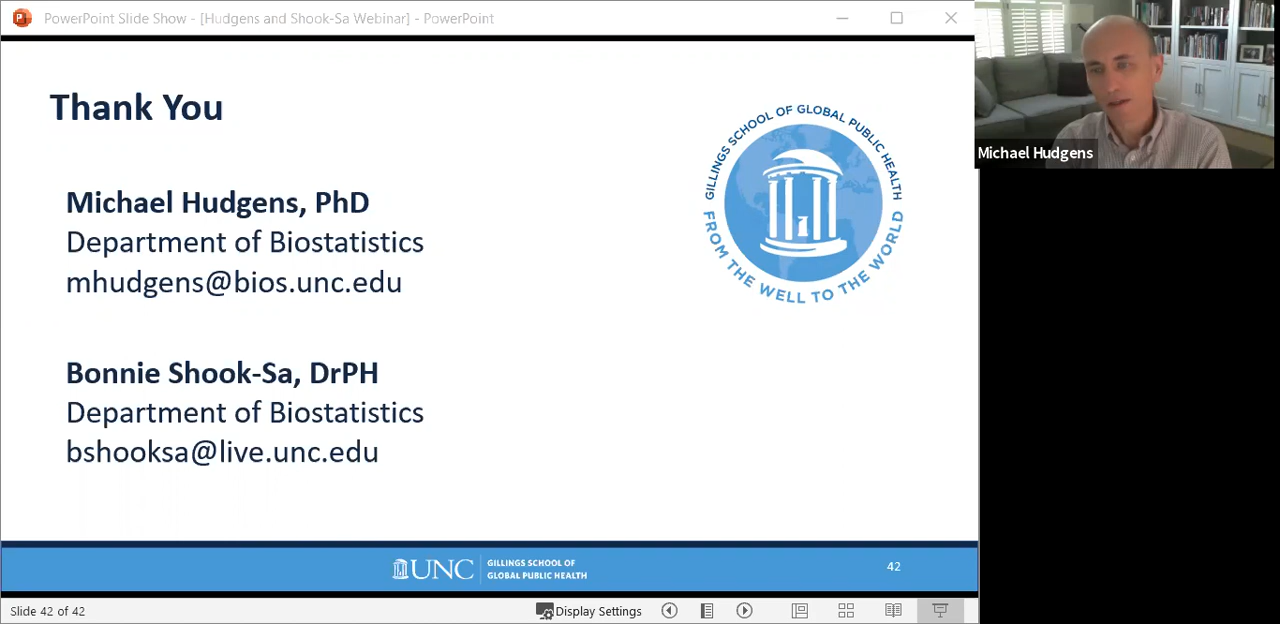 PowerPoint Slide Show - [Hudgens and Shook-Sa Webinar] - PowerPoint
Thank You
Michael Hudgens, PhD
Department of Biostatistics
mhudgens@bios.unc.edu
Bonnie Shook-Sa, DrPH
Department of Biostatistics
bshooksa@live.unc.edu
GILLINGS SCHOOL OF GLOBAL PUBLIC HEALTH
FROM THE WELL TO THE WORLD
Michael Hudgens
UNC
GILLINGS SCHOOL OF
GLOBAL PUBLIC HEALTH
42
Slide 42 of 42
Display Settings